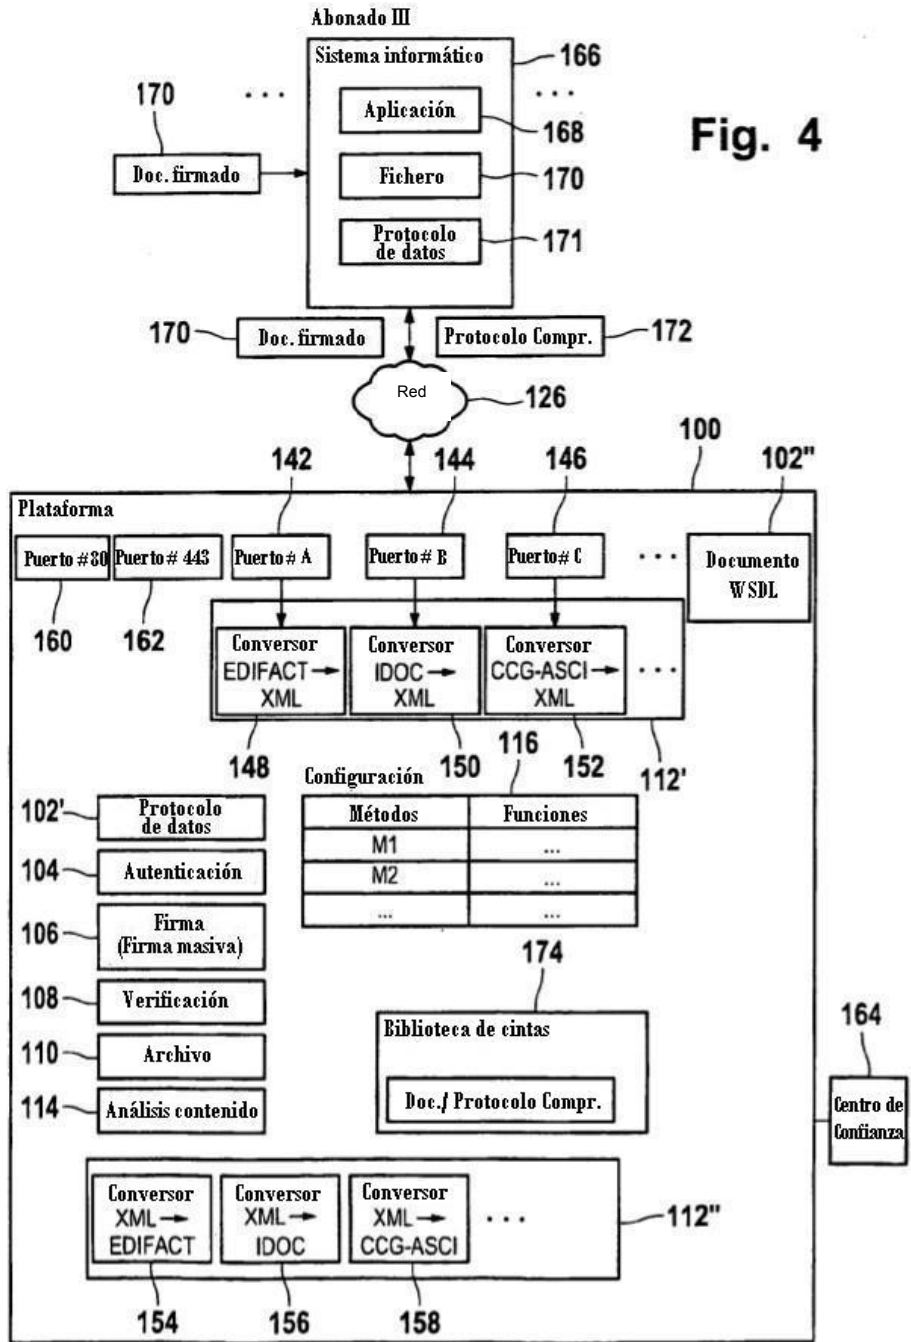 Abonado III
Sistema informático
166
170
. . .
. . .
Aplicación
168
Fig. 4
Doc. firmado
Fichero
170
Protocolo
de datos
171
170
Doc. firmado
Protocolo Compr.
172
Red
126
100
142
144
146
102"
Plataforma
Puerto #80
Puerto # 443
Puerto# A
Puerto# B
Puerto# C
. . .
Documento
WSDL
160
162
Conversor
EDIFACT →
XML
Conversor
IDOC →
XML
Conversor
CCG-ASCI →
XML
. . .
148
150
116
152
112'
Configuración
102'
Protocolo
de datos
Métodos
Funciones
M1
...
104
Autenticación
M2
...
...
...
106
Firma
(Firma masiva)
174
108
Verificación
Biblioteca de cintas
164
110
Archivo
114
Análisis contenido
Doc./ Protocolo Compr.
Centro de
Confianza
Conversor
XML →
EDIFACT
Conversor
XML →
IDOC
Conversor
XML →
CCG-ASCI
. . .
112"
154
156
158